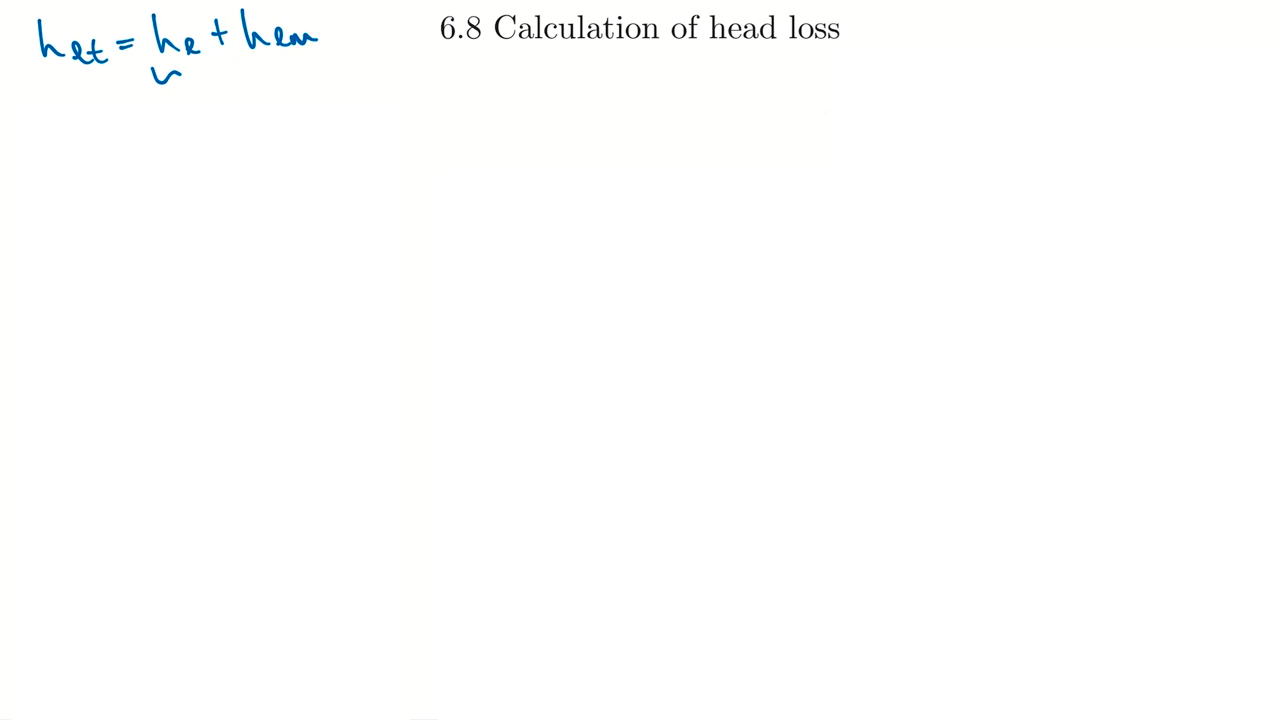 6.8 Calculation of head loss
hℓt = hℓ + hℓm